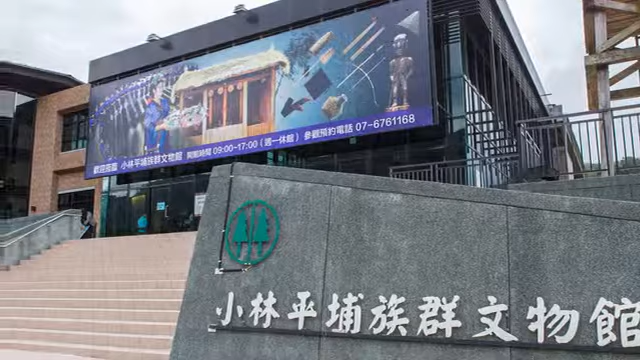 歡迎蒞臨 小林平埔族群文物館 開館時間 09:00~17:00(週一休館) 參觀預約電話 07-6761168
小林平埔族群文物館